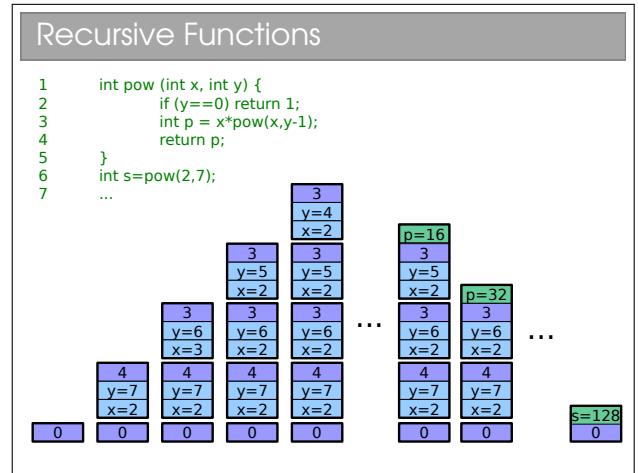 Recursive Functions
1 int pow (int x, int y) {
2 if (y==0) return 1;
3 int p = x*pow(x,y-1);
4 return p;
5 }
6 int s=pow(2,7);
7 ...
3
y=4
x=2
p=16
3 3 3
y=5 y=5 y=5
x=2 x=2 x=2
p=32
3 3 3 ... 3 3 ...
y=6 y=6 y=6 y=6 y=6
x=3 x=2 x=2 x=2 x=2
4 4 4 4 4 4
y=7 y=7 y=7 y=7 y=7 y=7
x=2 x=2 x=2 x=2 x=2 x=2
s=128
0 0 0 0 0 0 0 0